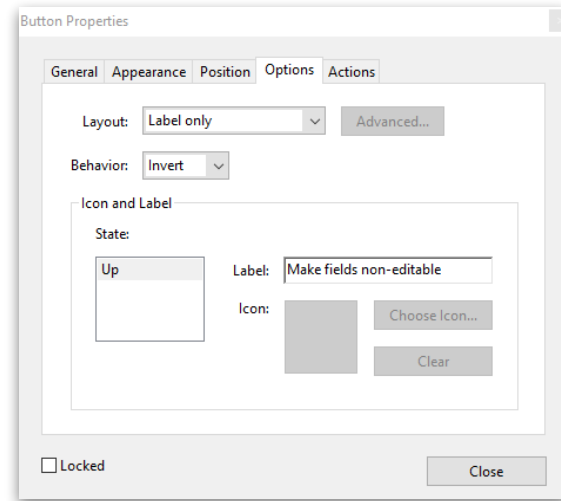 Button Properties
General Appearance Position Options Actions
Layout: Label only Advanced...
Behavior: Invert
Icon and Label
State:
Up Label: Make fields non-editable
Icon: Choose Icon...
Clear
Locked Close